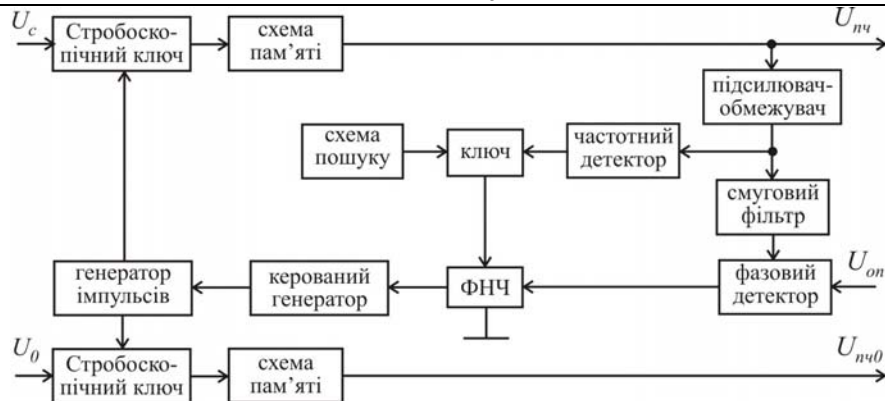 U_c
Стробоско-
пічний ключ
схема
пам’яті
U_пч
підсилювач-
обмежувач
схема
пошуку
ключ
частотний
детектор
смуговий
фільтр
генератор
імпульсів
керований
генератор
ФНЧ
фазовий
детектор
U_оп
U_0
Стробоско-
пічний ключ
схема
пам’яті
U_пч0